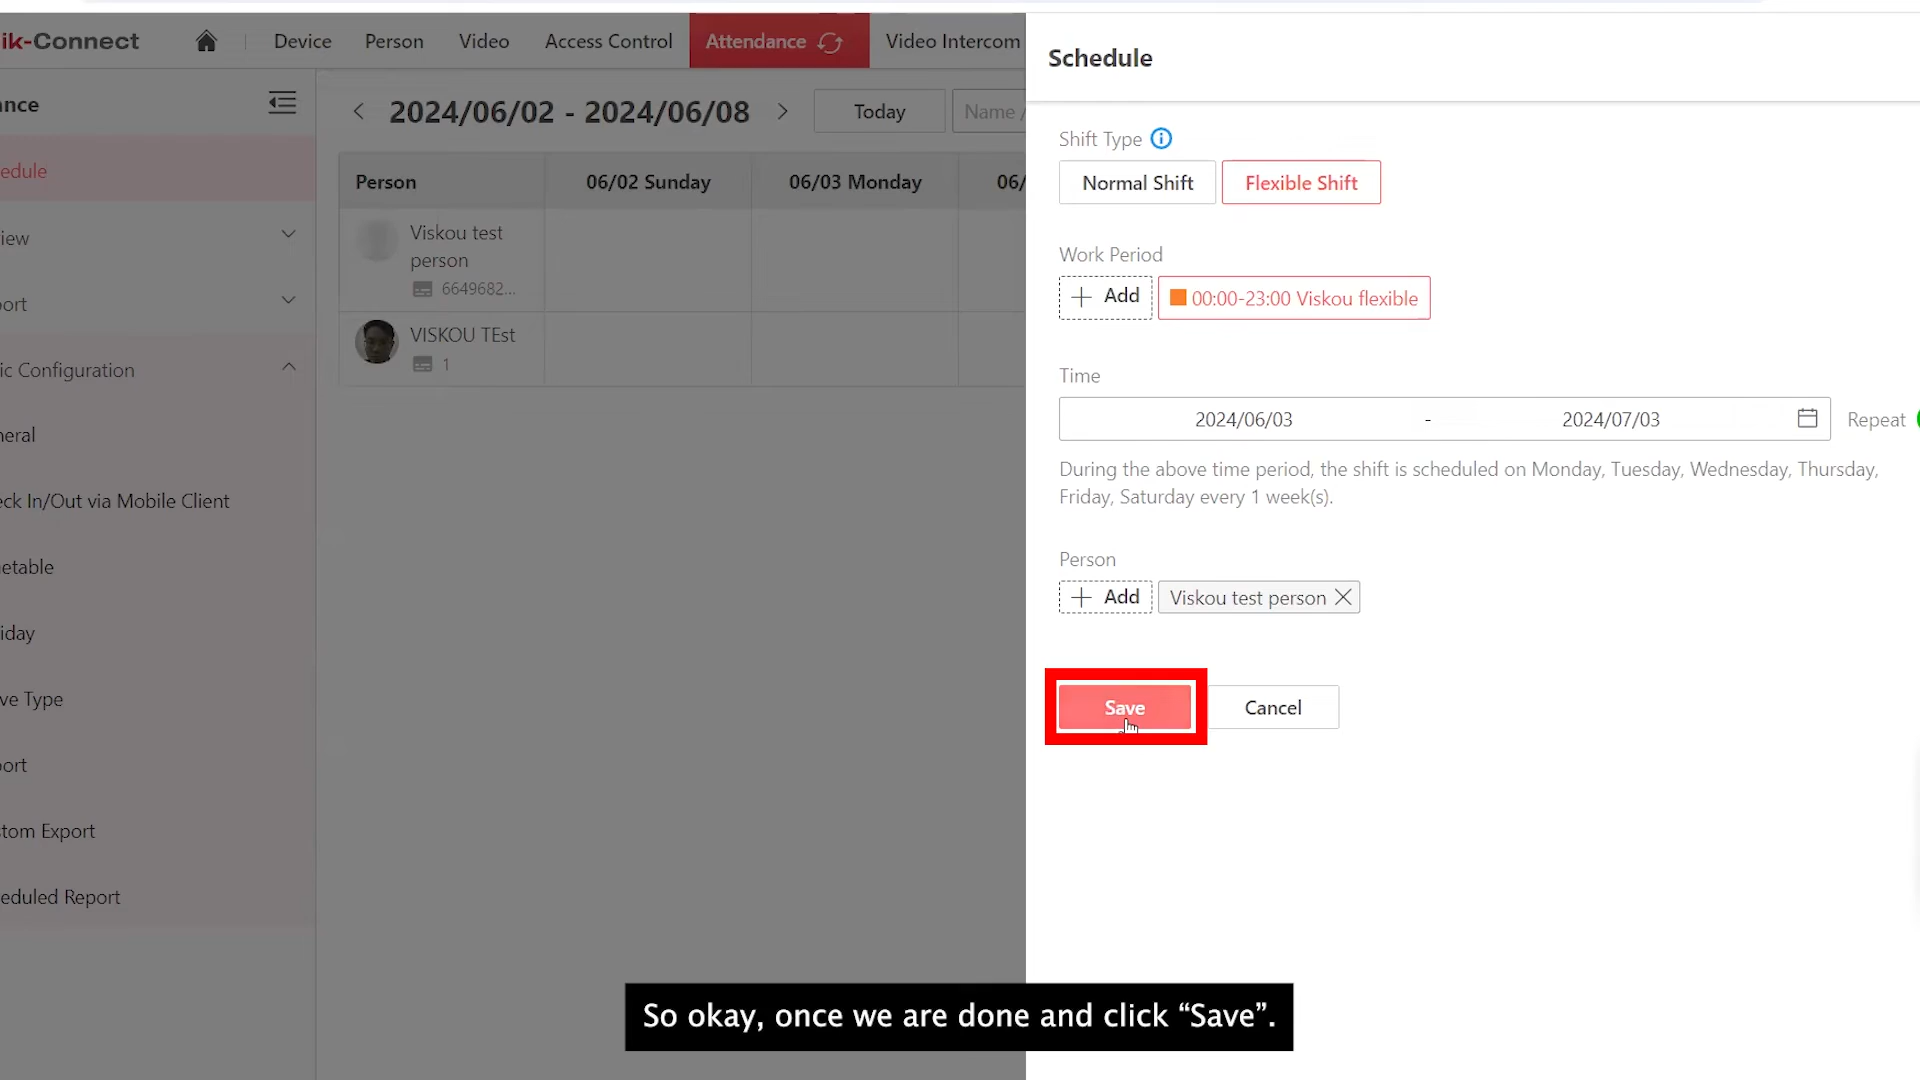 ik-Connect
Device
Person
Video
Access Control
Attendance
Video Intercom
ance
edule
iew
ort
ic Configuration
neral
eck In/Out via Mobile Client
etable
iday
ve Type
ort
tom Export
eduled Report
2024/06/02 - 2024/06/08
Today
Name /
Person
06/02 Sunday
06/03 Monday
06/
Viskou test
person
6649682...
VISKOU TEst
1
Schedule
Shift Type
Normal Shift
Flexible Shift
Work Period
Add
00:00-23:00 Viskou flexible
Time
2024/06/03 - 2024/07/03
Repeat
During the above time period, the shift is scheduled on Monday, Tuesday, Wednesday, Thursday,
Friday, Saturday every 1 week(s).
Person
Add
Viskou test person
Save
Cancel
So okay, once we are done and click “Save”.